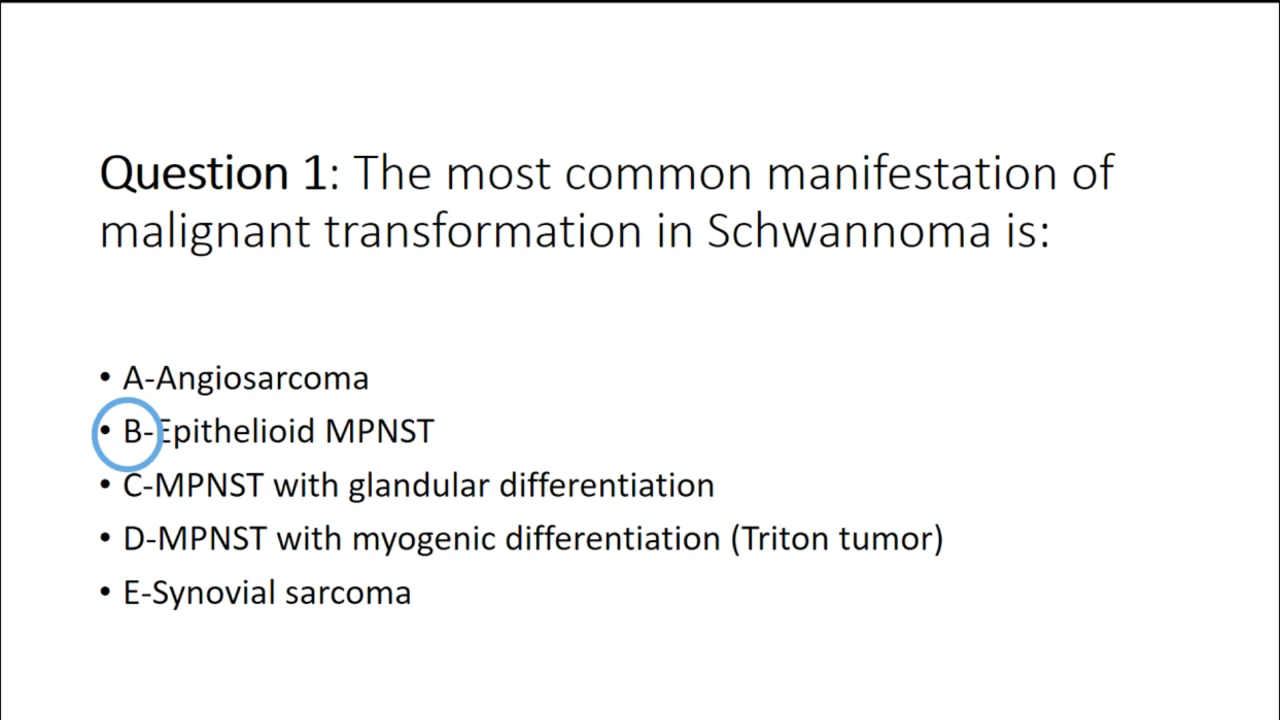 Question 1: The most common manifestation of
malignant transformation in Schwannoma is:
• A-Angiosarcoma
• B-Epithelioid MPNST
• C-MPNST with glandular differentiation
• D-MPNST with myogenic differentiation (Triton tumor)
• E-Synovial sarcoma